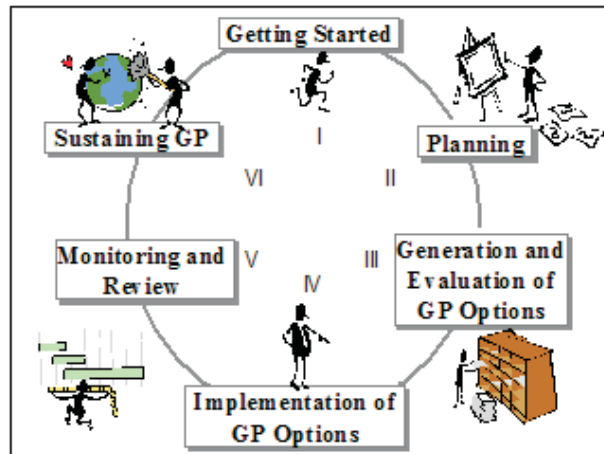 Getting Started
Sustaining GP
Planning
I
VI
II
Monitoring and
Review
V
III
Generation and
Evaluation of
GP Options
IV
Implementation of
GP Options